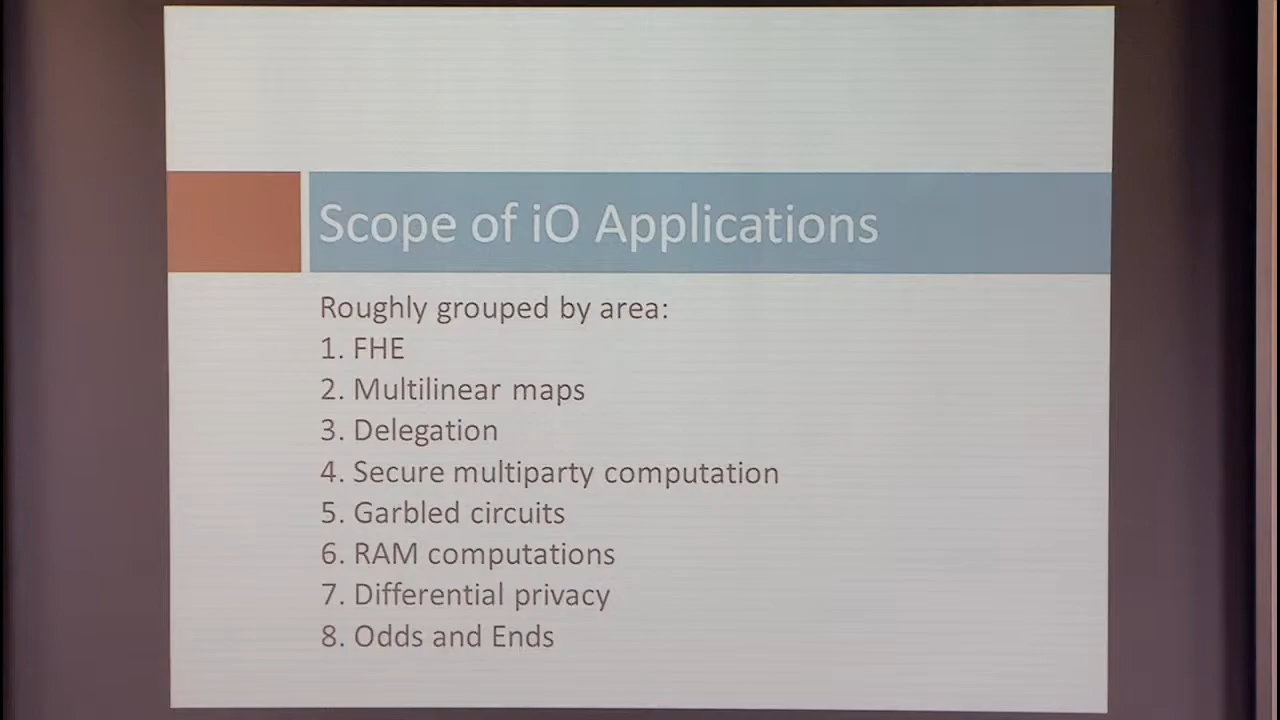 Scope of iO Applications
Roughly grouped by area:
1. FHE
2. Multilinear maps
3. Delegation
4. Secure multiparty computation
5. Garbled circuits
6. RAM computations
7. Differential privacy
8. Odds and Ends